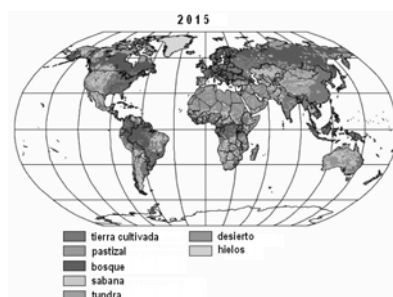 2015
tierra cultivada
pastizal
bosque
sabana
tundra
desierto
hielos